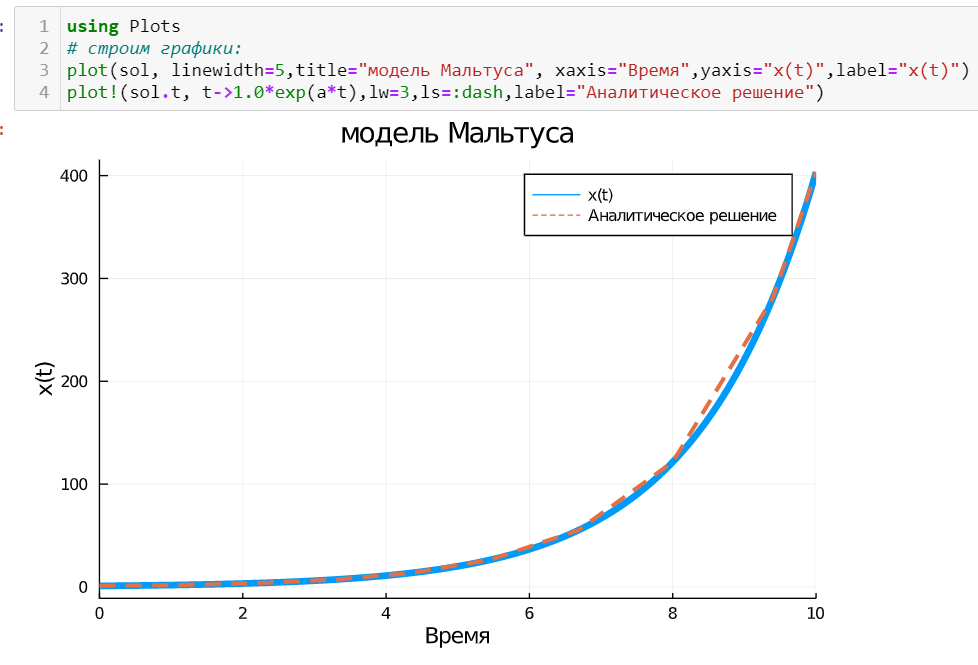 1 using Plots
2 # строим графики:
3 plot(sol, linewidth=5,title="модель Мальтуса", xaxis="Время",yaxis="x(t)",label="x(t)")
4 plot!(sol.t, t->1.0*exp(a*t),lw=3,ls=:dash,label="Аналитическое решение")
модель Мальтуса
400
300
200
100
0
x(t)
x(t)
Аналитическое решение
0 2 4 6 8 10
Время